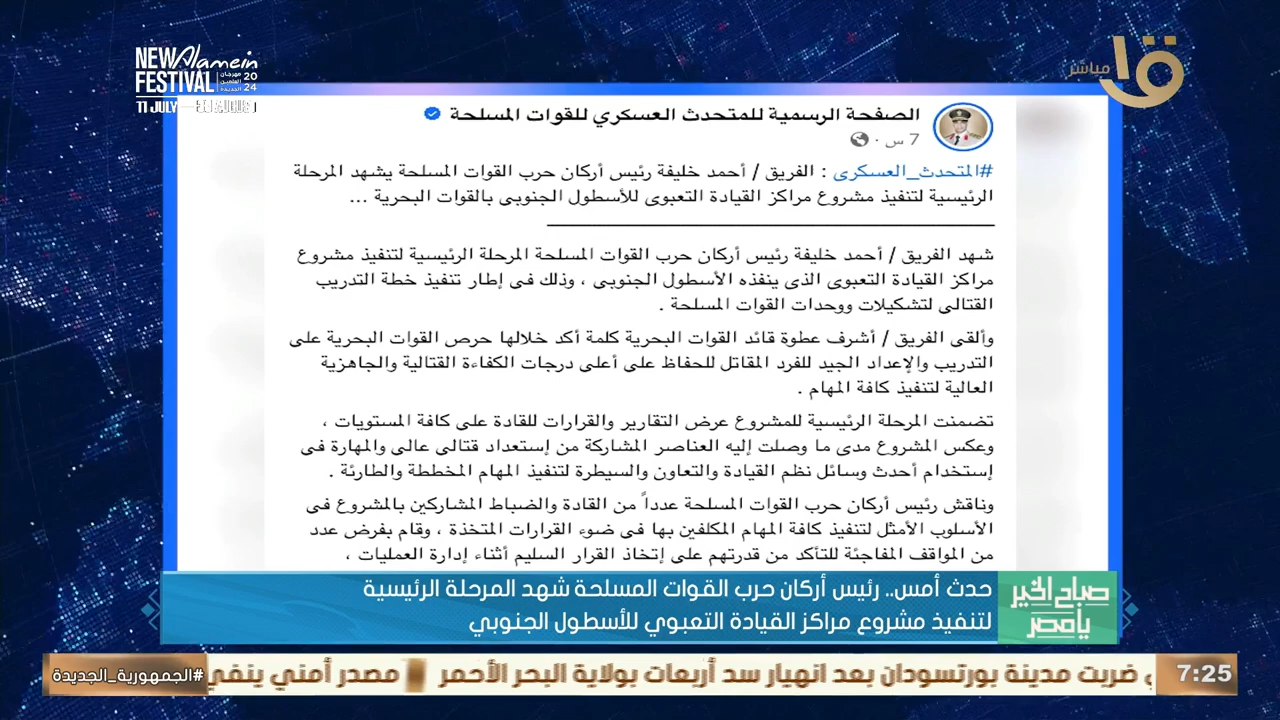 NEW Alamein
FESTIVAL
مهرجان
العلمين
الجديدة
2024
11 JULY — 30 AUGUST
مباشر
الصفحة الرسمية للمتحدث العسكري للقوات المسلحة
7 س ·
#المتحدث_العسكرى : الفريق / أحمد خليفة رئيس أركان حرب القوات المسلحة يشهد المرحلة
الرئيسية لتنفيذ مشروع مراكز القيادة التعبوى للأسطول الجنوبى بالقوات البحرية ...
شهد الفريق / أحمد خليفة رئيس أركان حرب القوات المسلحة المرحلة الرئيسية لتنفيذ مشروع
مراكز القيادة التعبوى الذى ينفذه الأسطول الجنوبى ، وذلك فى إطار تنفيذ خطة التدريب
القتالى لتشكيلات ووحدات القوات المسلحة .
وألقى الفريق / أشرف عطوة قائد القوات البحرية كلمة أكد خلالها حرص القوات البحرية على
التدريب والإعداد الجيد للفرد المقاتل للحفاظ على أعلى درجات الكفاءة القتالية والجاهزية
العالية لتنفيذ كافة المهام .
تضمنت المرحلة الرئيسية للمشروع عرض التقارير والقرارات للقادة على كافة المستويات ،
وعكس المشروع مدى ما وصلت إليه العناصر المشاركة من إستعداد قتالى عالى والمهارة فى
إستخدام أحدث وسائل نظم القيادة والتعاون والسيطرة لتنفيذ المهام المخططة والطارئة .
وناقش رئيس أركان حرب القوات المسلحة عدداً من القادة والضباط المشاركين بالمشروع فى
الأسلوب الأمثل لتنفيذ كافة المهام المكلفين بها فى ضوء القرارات المتخذة ، وقام بفرض عدد
من المواقف المفاجئة للتأكد من قدرتهم على إتخاذ القرار السليم أثناء إدارة العمليات ،
صباح الخير
يا مصر
حدث أمس.. رئيس أركان حرب القوات المسلحة شهد المرحلة الرئيسية
لتنفيذ مشروع مراكز القيادة التعبوي للأسطول الجنوبي
7:25
ضربت مدينة بورتسودان بعد انهيار سد أربعات بولاية البحر الأحمر
مصدر أمني ينفي
#الجمهورية_الجديدة